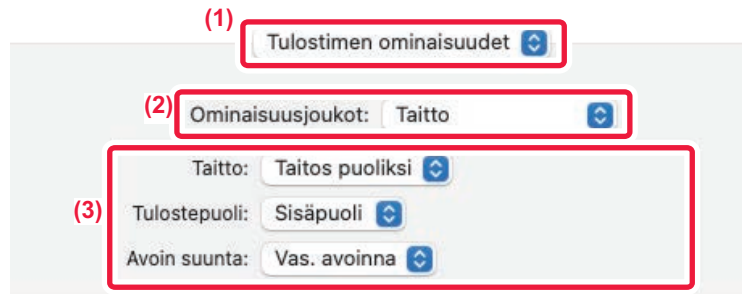 (1)
Tulostimen ominaisuudet
(2) Ominaisuusjoukot: Taitto
Taitto: Taitos puoliksi
(3) Tulostepuoli: Sisäpuoli
Avoin suunta: Vas. avoinna